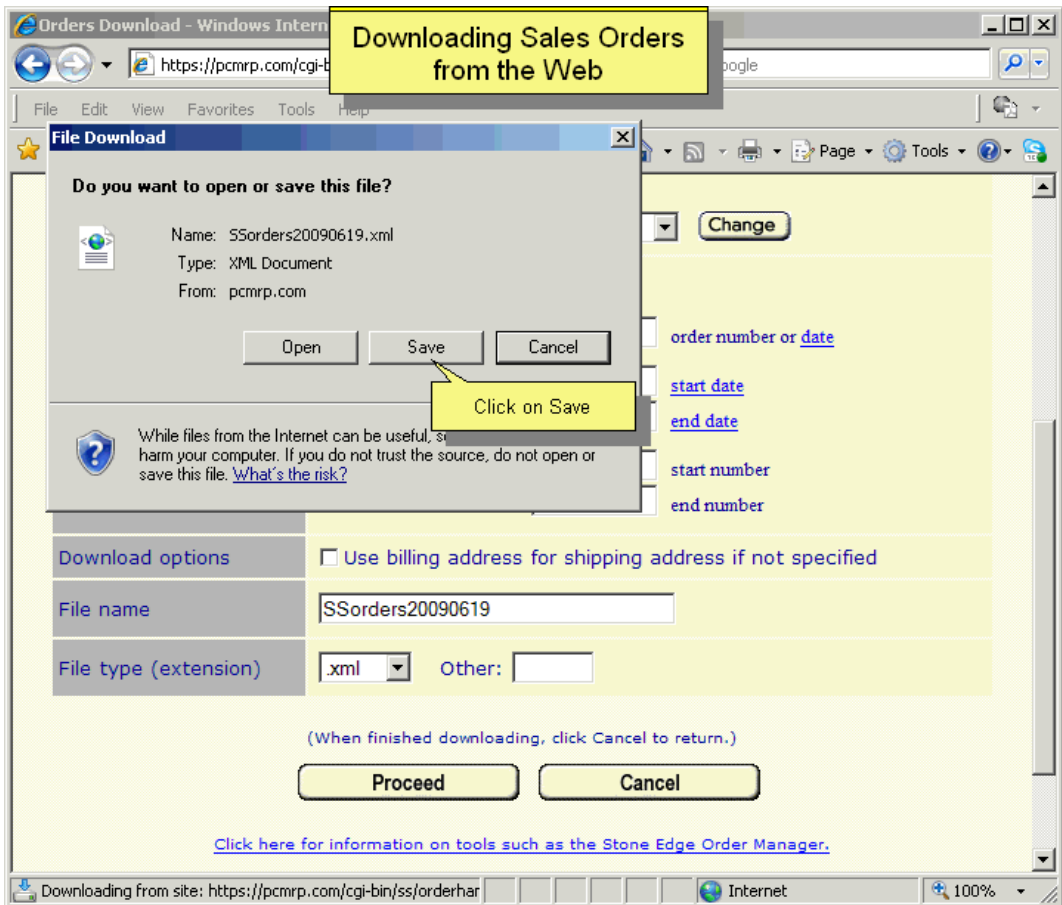 Orders Download - Windows Intern
Downloading Sales Orders
from the Web
https://pcmrp.com/cgi-b
oogle
File Edit View Favorites Tools Help
File Download
Page Tools
Do you want to open or save this file?
Name: SSorders20090619.xml
Type: XML Document
From: pcmrp.com
Change
Open Save Cancel
order number or date
Click on Save
start date
end date
While files from the Internet can be useful, s
harm your computer. If you do not trust the source, do not open or
save this file. What's the risk?
start number
end number
Download options Use billing address for shipping address if not specified
File name SSorders20090619
File type (extension) .xml Other:
(When finished downloading, click Cancel to return.)
Proceed Cancel
Click here for information on tools such as the Stone Edge Order Manager.
Downloading from site: https://pcmrp.com/cgi-bin/ss/orderhar Internet 100%